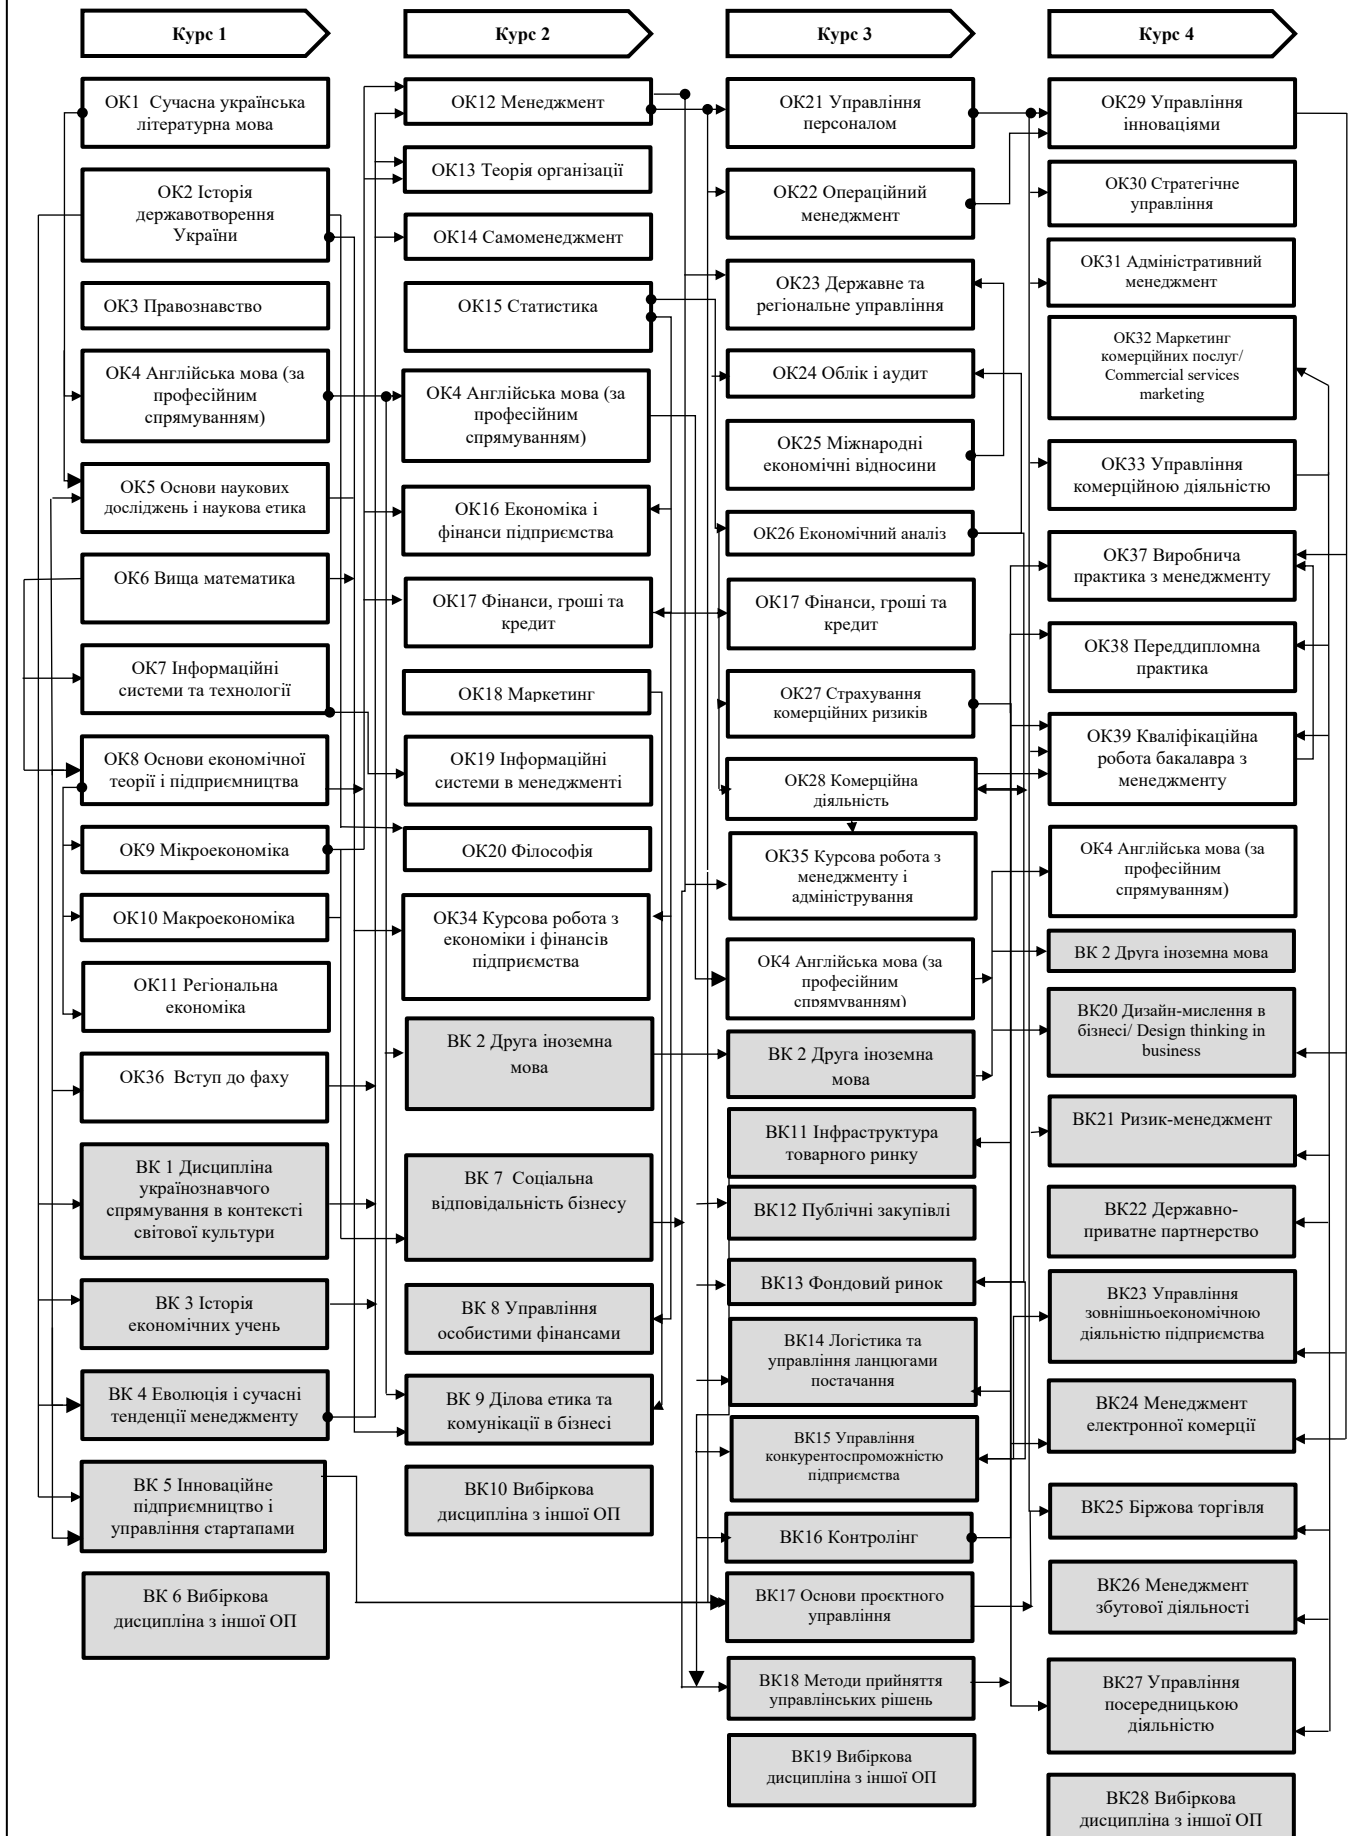 Курс 1
ОК1 Сучасна українська
літературна мова
ОК2 Історія
державотворення
України
ОК3 Правознавство
ОК4 Англійська мова (за
професійним
спрямуванням)
ОК5 Основи наукових
досліджень і наукова етика
ОК6 Вища математика
ОК7 Інформаційні
системи та технології
ОК8 Основи економічної
теорії і підприємництва
ОК9 Мікроекономіка
ОК10 Макроекономіка
ОК11 Регіональна
економіка
ОК36 Вступ до фаху
ВК 1 Дисципліна
українознавчого
спрямування в контексті
світової культури
ВК 3 Історія
економічних учень
ВК 4 Еволюція і сучасні
тенденції менеджменту
ВК 5 Інноваційне
підприємництво і
управління стартапами
ВК 6 Вибіркова
дисципліна з іншої ОП
Курс 2
ОК12 Менеджмент
ОК13 Теорія організації
ОК14 Самоменеджмент
ОК15 Статистика
ОК4 Англійська мова (за
професійним
спрямуванням)
ОК16 Економіка і
фінанси підприємства
ОК17 Фінанси, гроші та
кредит
ОК18 Маркетинг
ОК19 Інформаційні
системи в менеджменті
ОК20 Філософія
ОК34 Курсова робота з
економіки і фінансів
підприємства
ВК 2 Друга іноземна
мова
ВК 7 Соціальна
відповідальність бізнесу
ВК 8 Управління
особистими фінансами
ВК 9 Ділова етика та
комунікації в бізнесі
ВК10 Вибіркова
дисципліна з іншої ОП
Курс 3
ОК21 Управління
персоналом
ОК22 Операційний
менеджмент
ОК23 Державне та
регіональне управління
ОК24 Облік і аудит
ОК25 Міжнародні
економічні відносини
ОК26 Економічний аналіз
ОК17 Фінанси, гроші та
кредит
ОК27 Страхування
комерційних ризиків
ОК28 Комерційна
діяльність
ОК35 Курсова робота з
менеджменту і
адміністрування
ОК4 Англійська мова (за
професійним
спрямуванням)
ВК 2 Друга іноземна
мова
ВК11 Інфраструктура
товарного ринку
ВК12 Публічні закупівлі
ВК13 Фондовий ринок
ВК14 Логістика та
управління ланцюгами
постачання
ВК15 Управління
конкурентоспроможністю
підприємства
ВК16 Контролінг
ВК17 Основи проєктного
управління
ВК18 Методи прийняття
управлінських рішень
ВК19 Вибіркова
дисципліна з іншої ОП
Курс 4
ОК29 Управління
інноваціями
ОК30 Стратегічне
управління
ОК31 Адміністративний
менеджмент
ОК32 Маркетинг
комерційних послуг/
Commercial services
marketing
ОК33 Управління
комерційною діяльністю
ОК37 Виробнича
практика з менеджменту
ОК38 Переддипломна
практика
ОК39 Кваліфікаційна
робота бакалавра з
менеджменту
ОК4 Англійська мова (за
професійним
спрямуванням)
ВК 2 Друга іноземна мова
ВК20 Дизайн-мислення в
бізнесі/ Design thinking in
business
ВК21 Ризик-менеджмент
ВК22 Державно-
приватне партнерство
ВК23 Управління
зовнішньоекономічною
діяльністю підприємства
ВК24 Менеджмент
електронної комерції
ВК25 Біржова торгівля
ВК26 Менеджмент
збутової діяльності
ВК27 Управління
посередницькою
діяльністю
ВК28 Вибіркова
дисципліна з іншої ОП